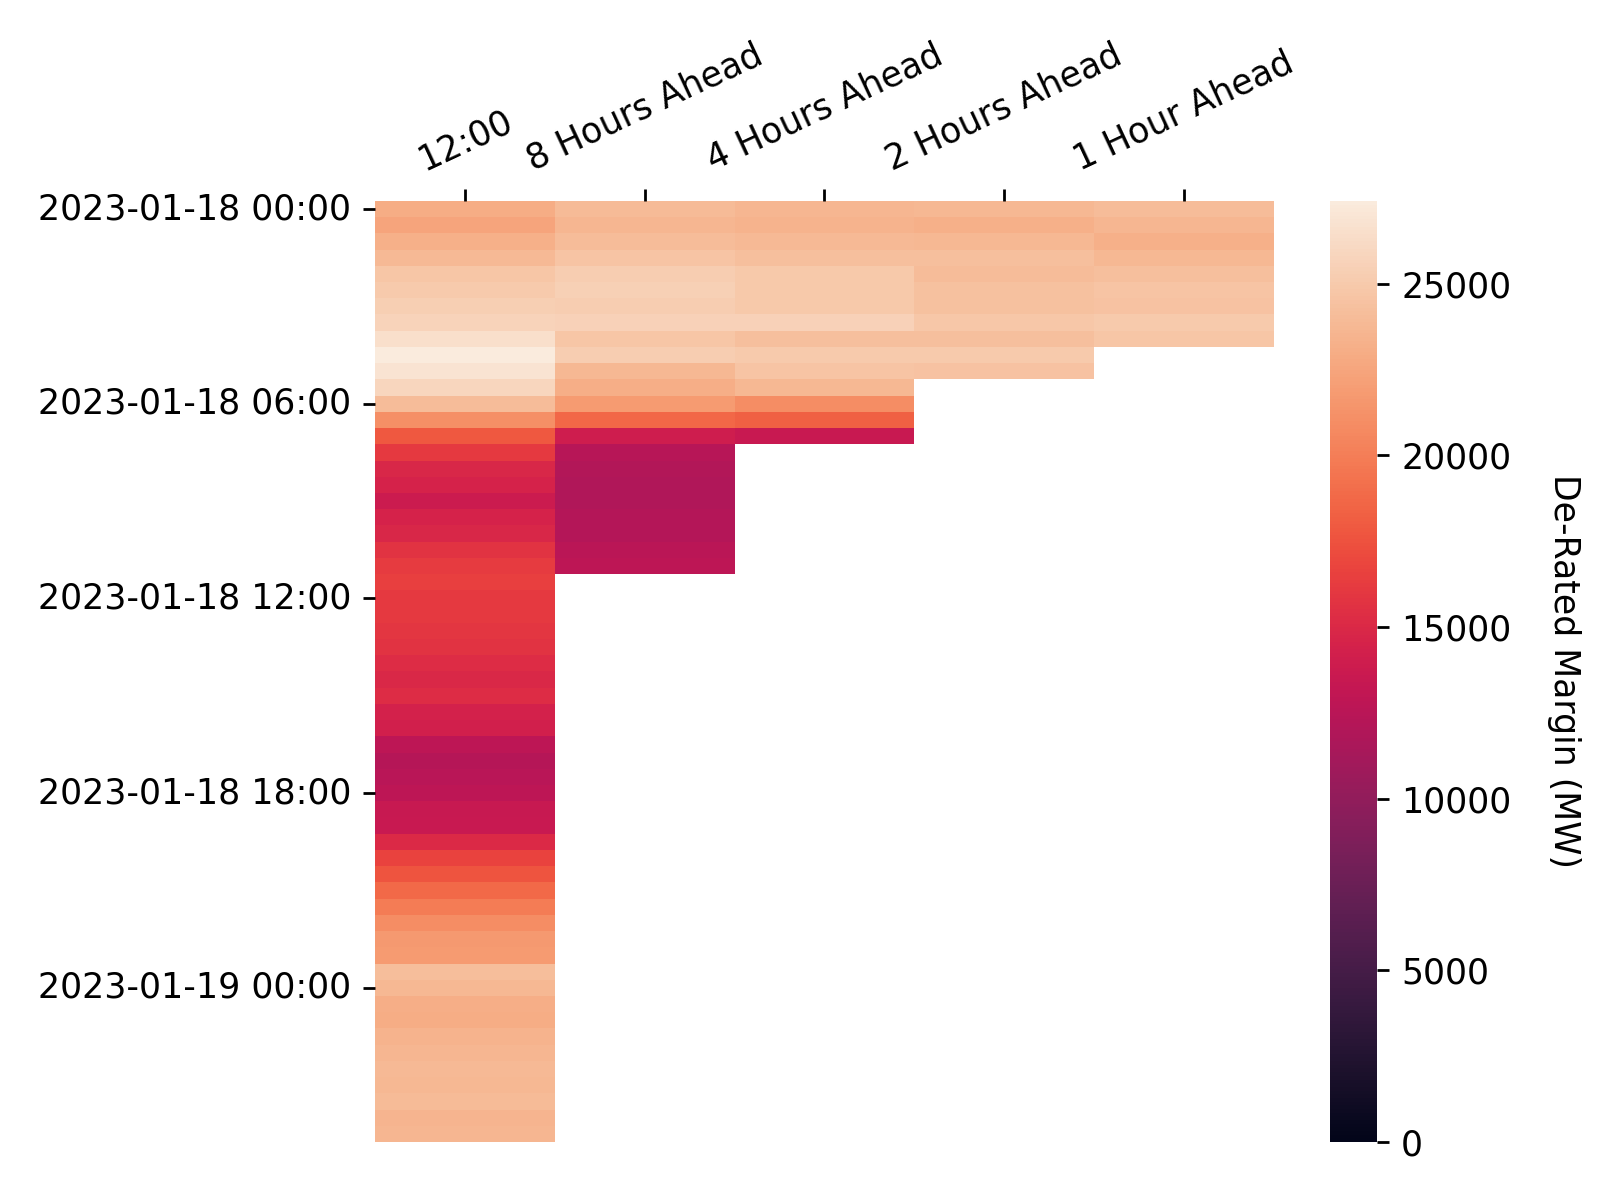 12:00
8 Hours Ahead
4 Hours Ahead
2 Hours Ahead
1 Hour Ahead
2023-01-18 00:00
2023-01-18 06:00
2023-01-18 12:00
2023-01-18 18:00
2023-01-19 00:00
25000
20000
15000
10000
5000
0
De-Rated Margin (MW)